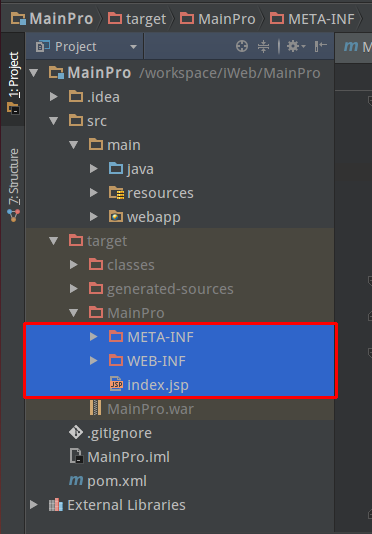 MainPro target MainPro META-INF
Project
MainPro /workspace/iWeb/MainPro
.idea
src
main
java
resources
webapp
target
classes
generated-sources
MainPro
META-INF
WEB-INF
index.jsp
MainPro.war
.gitignore
MainPro.iml
m pom.xml
External Libraries
1: Project
7: Structure
m M
JSP